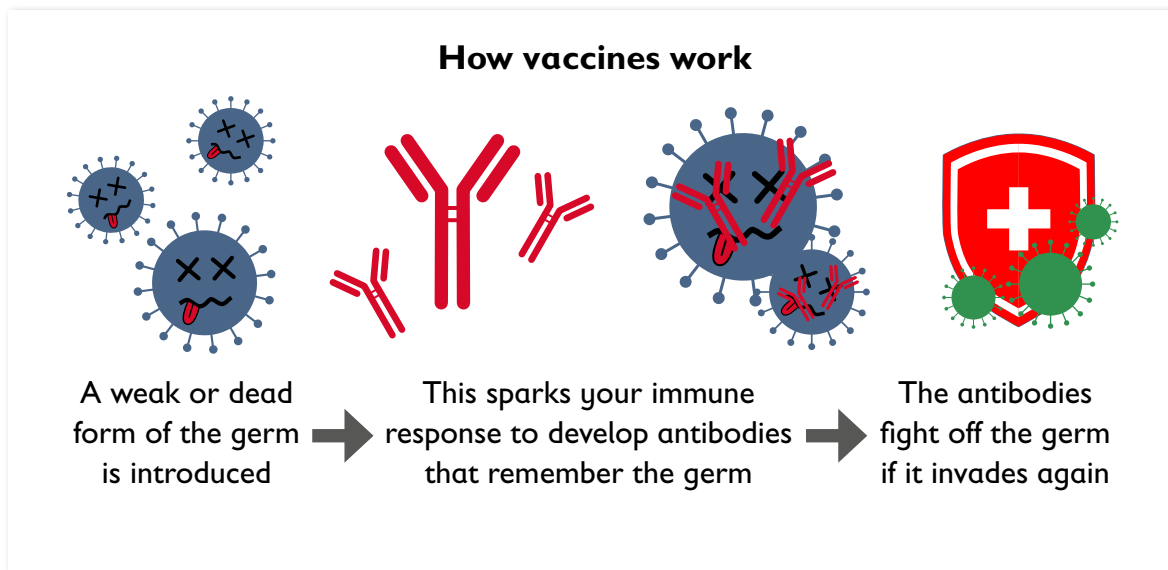 How vaccines work
A weak or dead
form of the germ
is introduced
This sparks your immune
response to develop antibodies
that remember the germ
The antibodies
fight off the germ
if it invades again